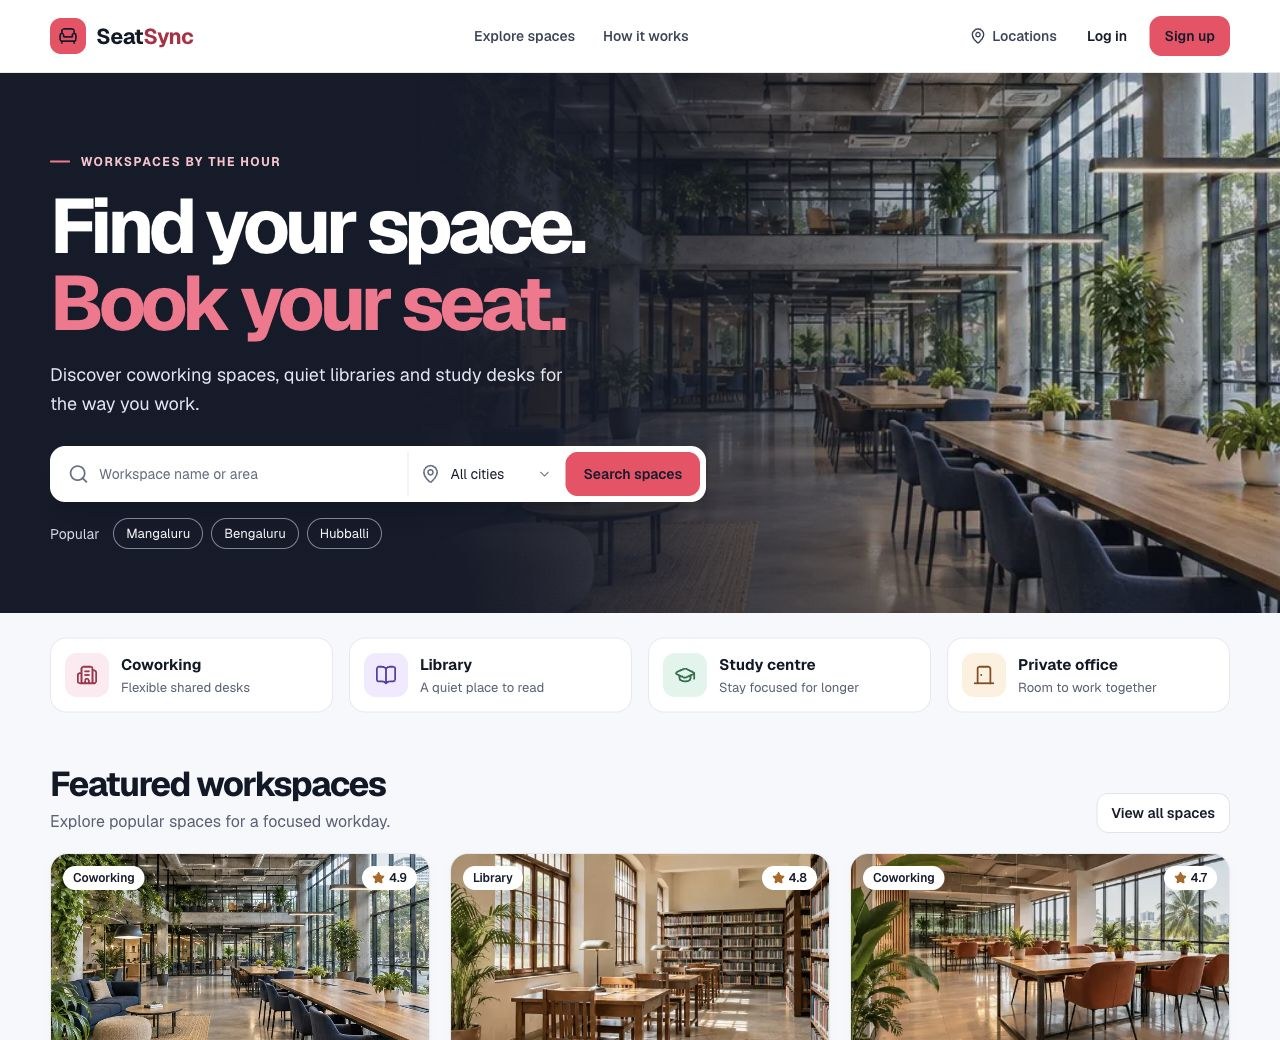 SeatSync
Explore spaces
How it works
Locations
Log in
Sign up
WORKSPACES BY THE HOUR
Find your space.
Book your seat.
Discover coworking spaces, quiet libraries and study desks for
the way you work.
Workspace name or area
All cities
Search spaces
Popular
Mangaluru
Bengaluru
Hubballi
Coworking
Flexible shared desks
Library
A quiet place to read
Study centre
Stay focused for longer
Private office
Room to work together
Featured workspaces
Explore popular spaces for a focused workday.
View all spaces
Coworking
4.9
Library
4.8
Coworking
4.7